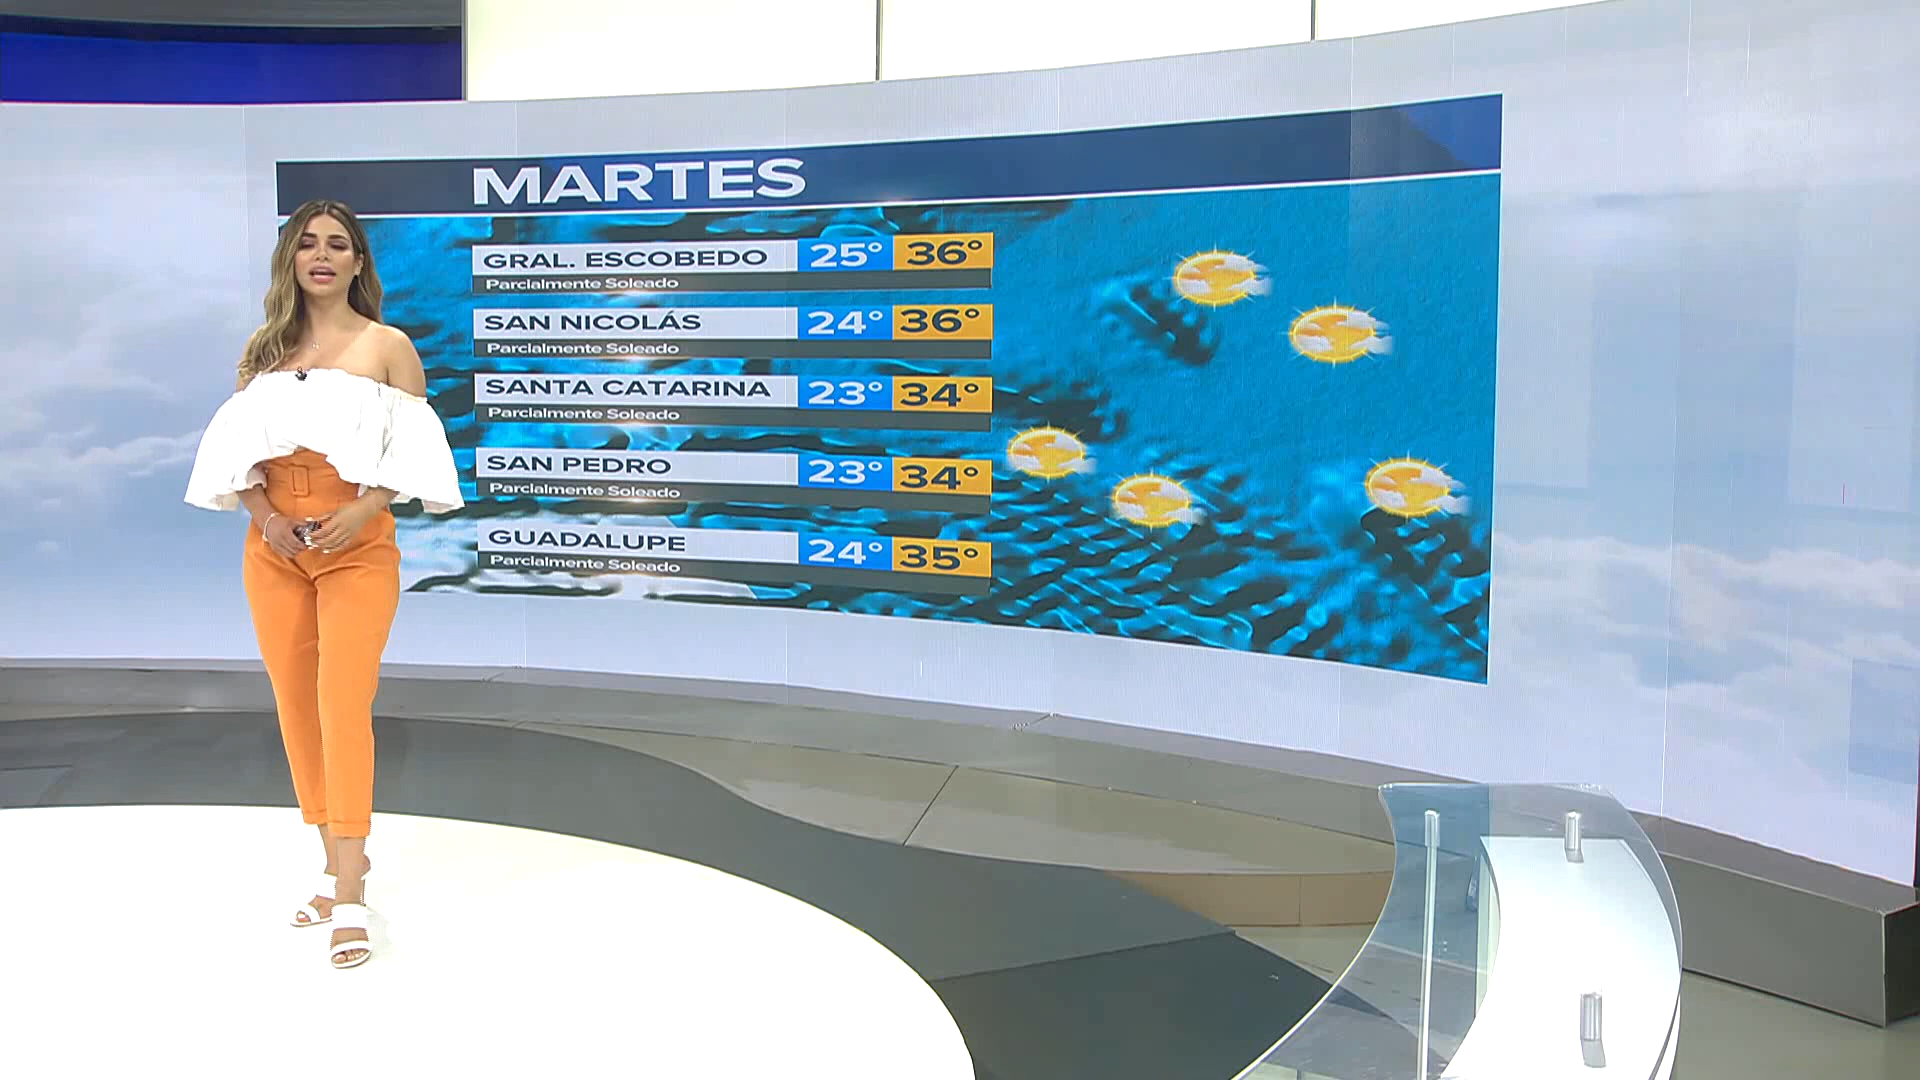 MARTES
GRAL. ESCOBEDO 25° 36°
Parcialmente Soleado
SAN NICOLÁS 24° 36°
Parcialmente Soleado
SANTA CATARINA 23° 34°
Parcialmente Soleado
SAN PEDRO 23° 34°
Parcialmente Soleado
GUADALUPE 24° 35°
Parcialmente Soleado